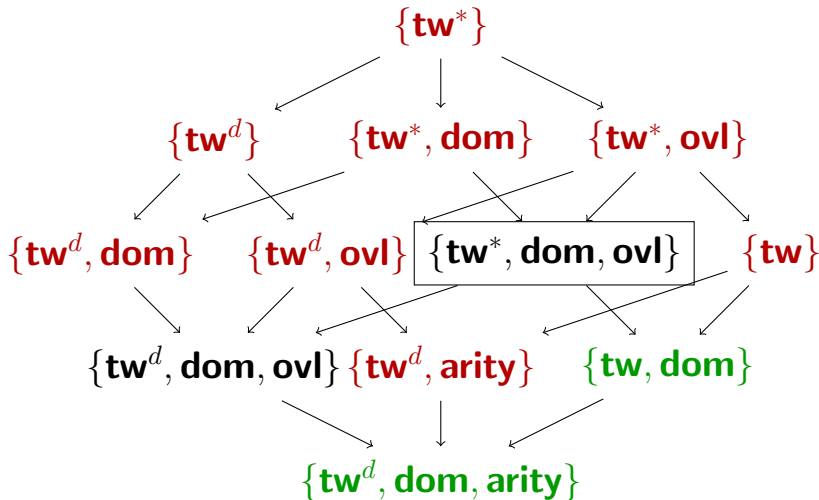 {tw*}
{tw^d} {tw*, dom} {tw*, ovl}
{tw^d, dom} {tw^d, ovl} {tw*, dom, ovl} {tw}
{tw^d, dom, ovl} {tw^d, arity} {tw, dom}
{tw^d, dom, arity}